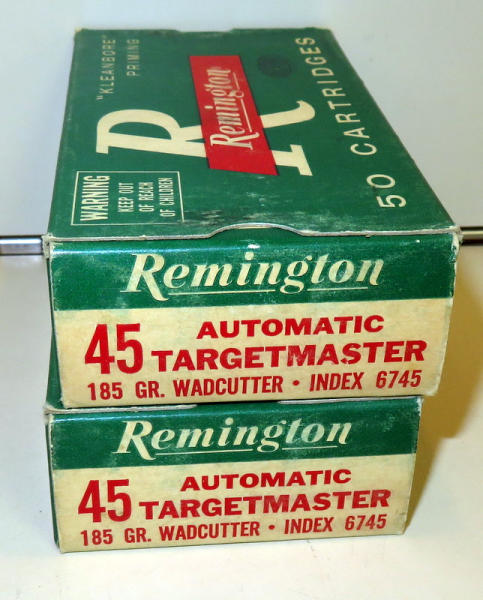 "KLEANBORE"
PRIMING
R
Remington
50 CARTRIDGES
WARNING
KEEP OUT
OF REACH
OF CHILDREN
Remington
45 AUTOMATIC
TARGETMASTER
185 GR. WADCUTTER • INDEX 6745
Remington
45 AUTOMATIC
TARGETMASTER
185 GR. WADCUTTER • INDEX 6745